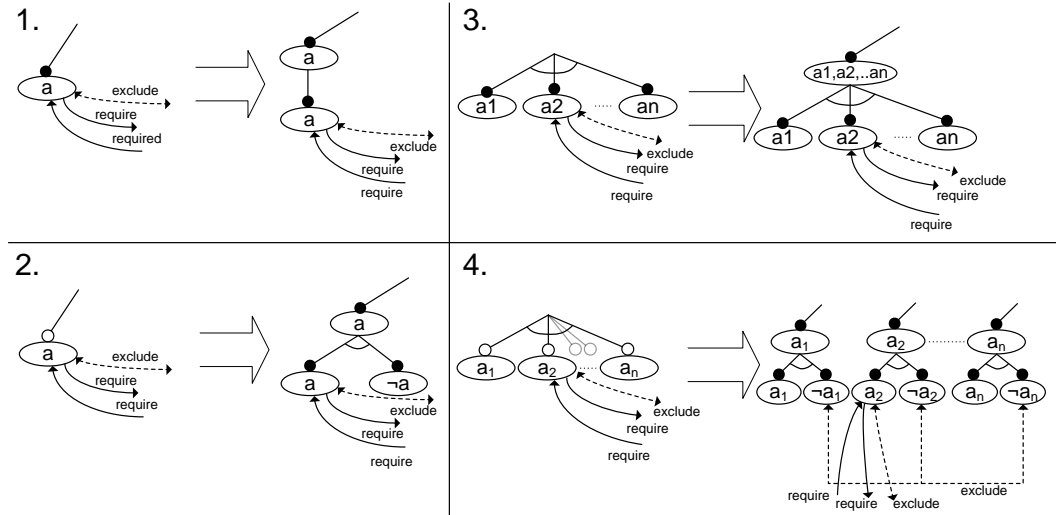 1.
a
exclude
require
required
a
a
exclude
require
require
3.
a1
a2
.....
an
exclude
require
require
a1,a2,..an
a1
a2
.....
an
exclude
require
require
2.
a
exclude
require
require
a
a
¬a
exclude
require
require
4.
a1
a2
.....
an
exclude
require
require
a1
a2
..........
an
a1
¬a1
a2
¬a2
an
¬an
require
require
exclude
exclude